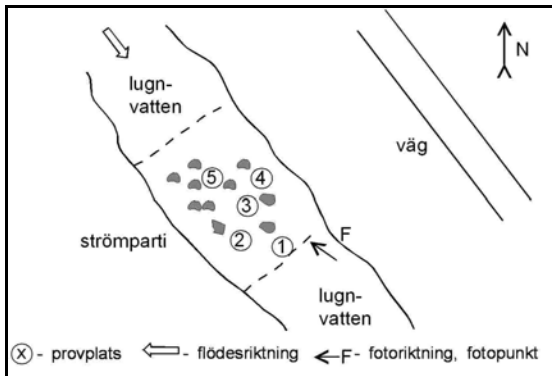 lugn-
vatten
N
väg
5
4
3
2
1
strömparti
F
lugn-
vatten
X - provplats
- flödesriktning
F- fotoriktning, fotopunkt